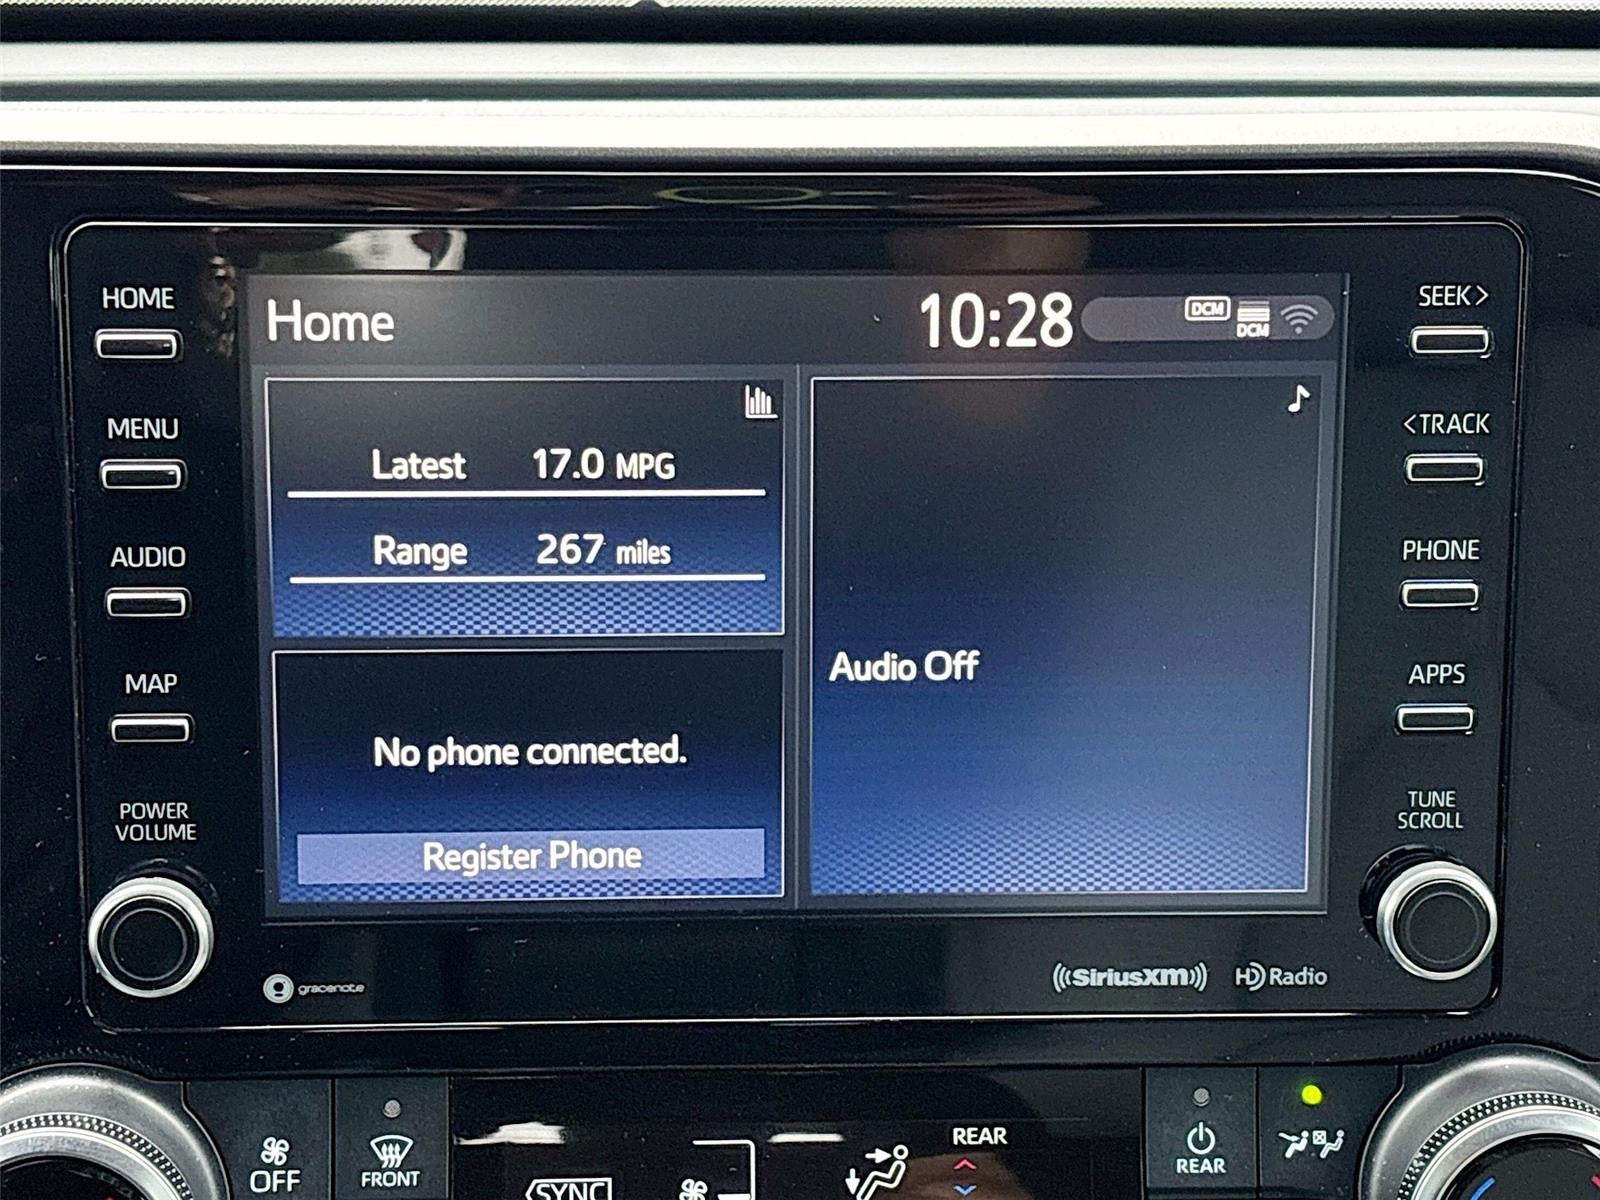 HOME
MENU
AUDIO
MAP
POWER
VOLUME
Home
10:28
DCM
DCM
Latest 17.0 MPG
Range 267 miles
No phone connected.
Register Phone
Audio Off
SEEK>
<TRACK
PHONE
APPS
TUNE
SCROLL
gracenote
((SiriusXM))
HD Radio
OFF
FRONT
SYNC
REAR
REAR